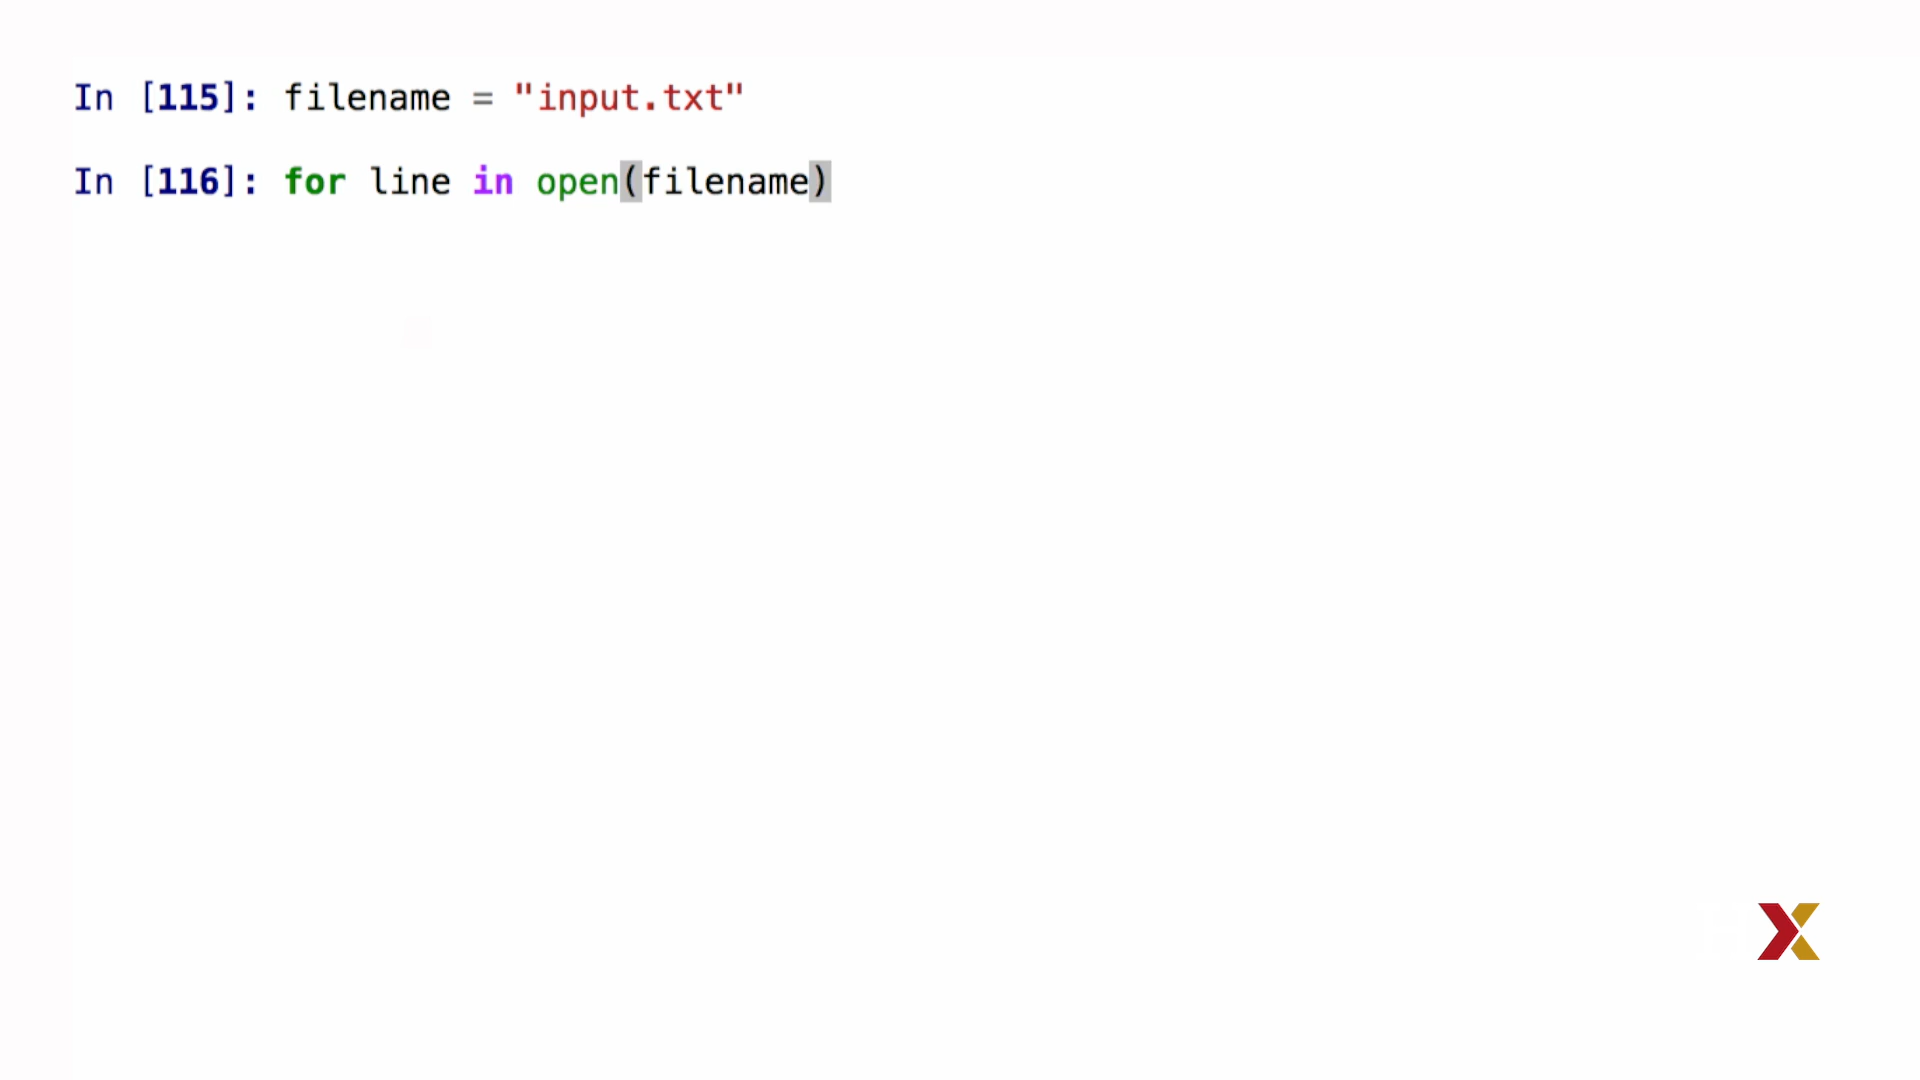 In [115]: filename = "input.txt"
In [116]: for line in open(filename)
X